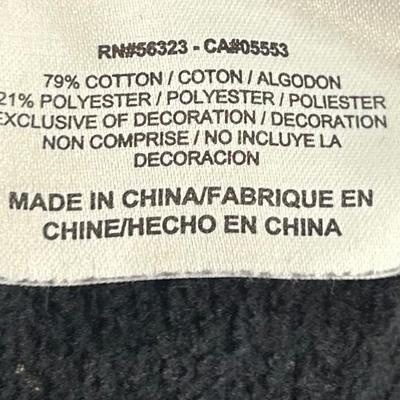 RN#56323 - CA#05553
79% COTTON / COTON / ALGODON
21% POLYESTER / POLYESTER / POLIESTER
EXCLUSIVE OF DECORATION / DECORATION
NON COMPRISE / NO INCLUYE LA
DECORACION
MADE IN CHINA/FABRIQUE EN
CHINE/HECHO EN CHINA